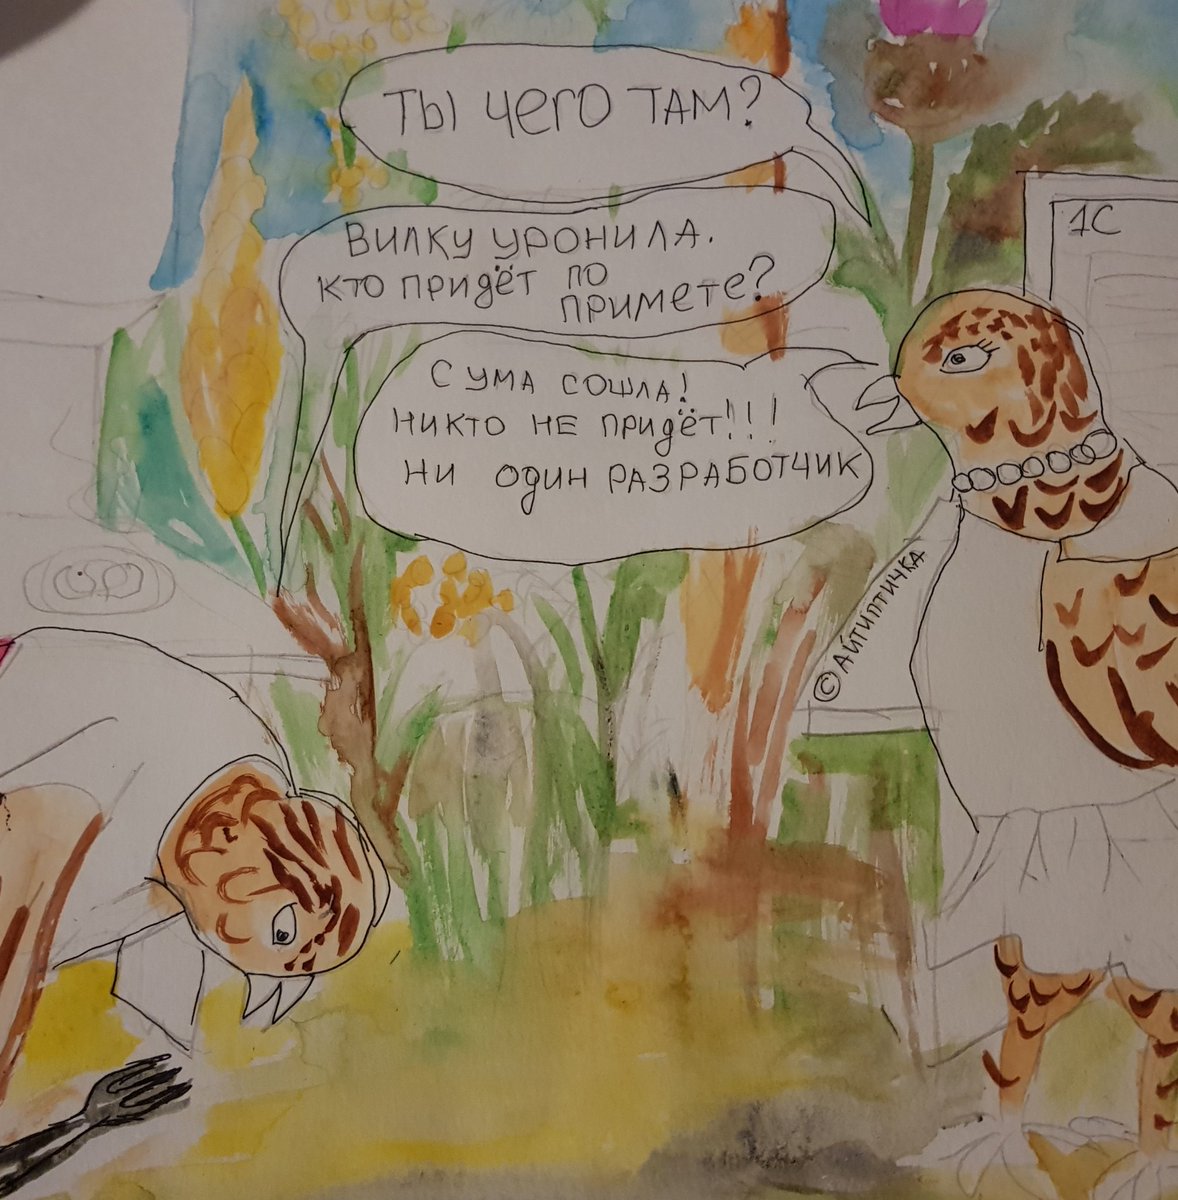 ТЫ ЧЕГО ТАМ?
ВИЛКУ УРОНИЛА.
КТО ПРИДЁТ ПО
ПРИМЕТЕ?
С УМА СОШЛА!
НИКТО НЕ ПРИДЁТ!!!
НИ ОДИН РАЗРАБОТЧИК
1С
© АЙТИПТИЧКА